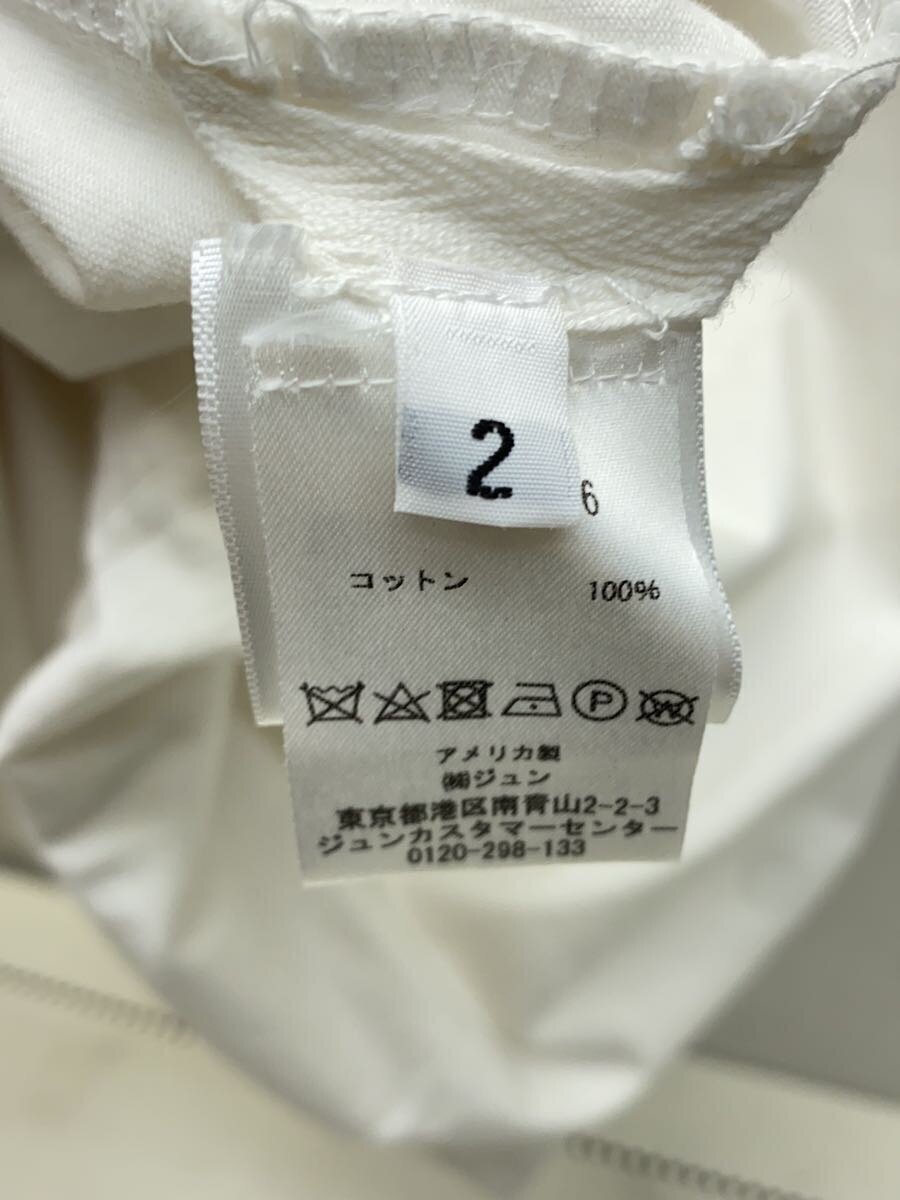 2
6
コットン 100%
P W
アメリカ製
㈱ジュン
東京都港区南青山2-2-3
ジュンカスタマーセンター
0120-298-133